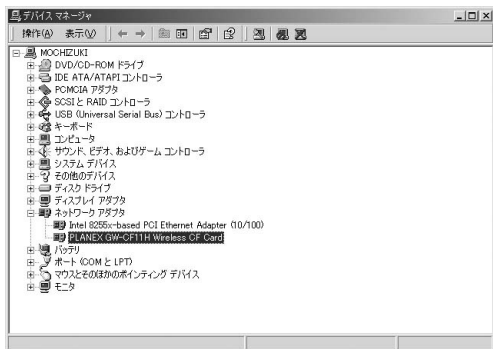 デバイス マネージャ
操作(A) 表示(V)
MOCHIZUKI
DVD/CD-ROM ドライブ
IDE ATA/ATAPI コントローラ
PCMCIA アダプタ
SCSI と RAID コントローラ
USB (Universal Serial Bus) コントローラ
キーボード
コンピュータ
サウンド、ビデオ、およびゲーム コントローラ
システム デバイス
その他のデバイス
ディスク ドライブ
ディスプレイ アダプタ
ネットワーク アダプタ
Intel 8255x-based PCI Ethernet Adapter (10/100)
PLANEX GW-CF11H Wireless CF Card
バッテリ
ポート (COM と LPT)
マウスとそのほかのポインティング デバイス
モニタ